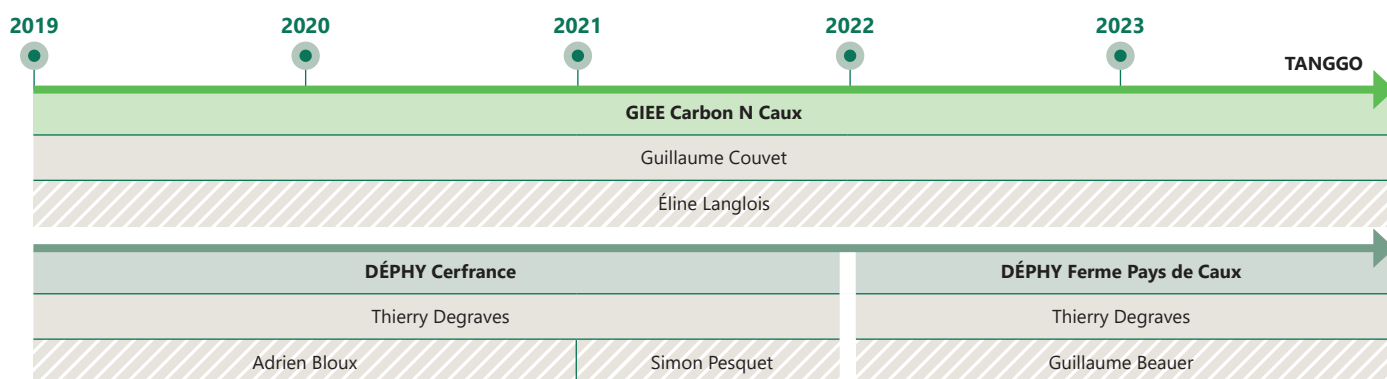 2019 2020 2021 2022 2023
TANGGO
GIEE Carbon N Caux
Guillaume Couvet
Éline Langlois
DÉPHY Cerfrance DÉPHY Ferme Pays de Caux
Thierry Degraves Thierry Degraves
Adrien Bloux Simon Pesquet Guillaume Beauer